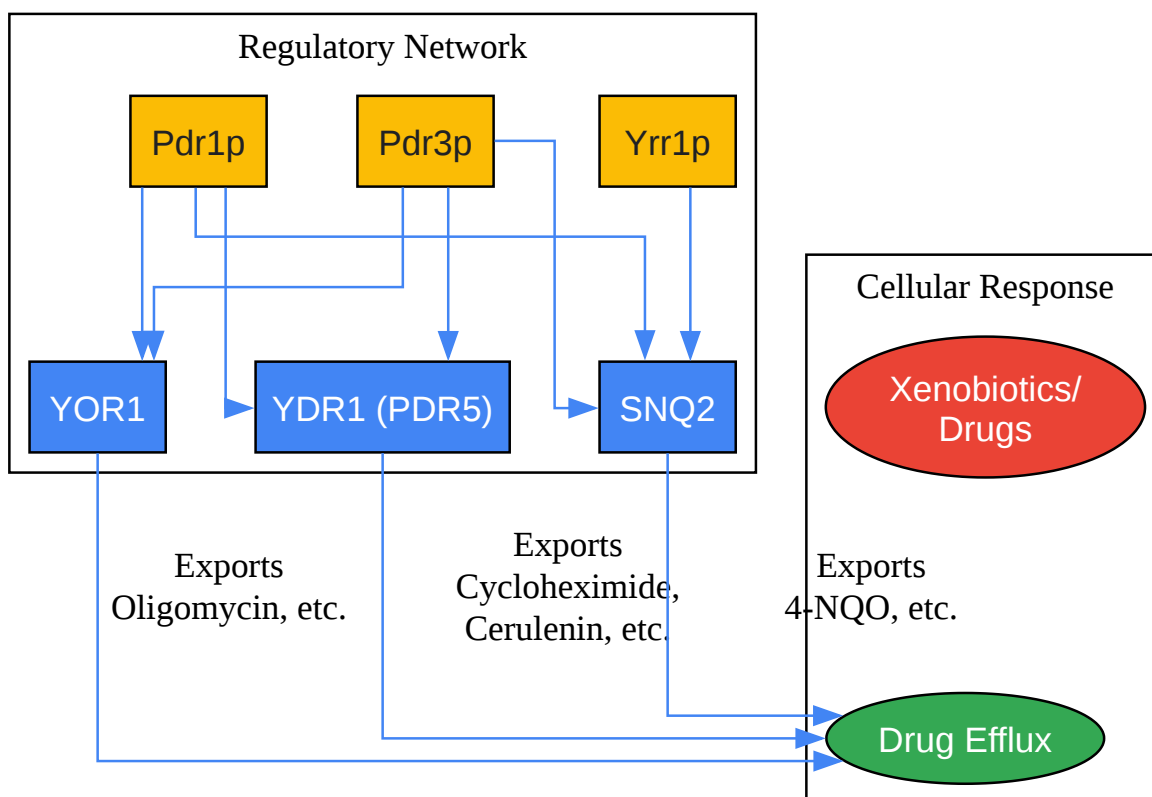 Regulatory Network
Pdr1p
Pdr3p
Yrr1p
Cellular Response
YOR1
YDR1 (PDR5)
SNQ2
Xenobiotics/
Drugs
Exports
Oligomycin, etc.
Exports
Cycloheximide,
Cerulenin, etc.
Exports
4-NQO, etc.
Drug Efflux